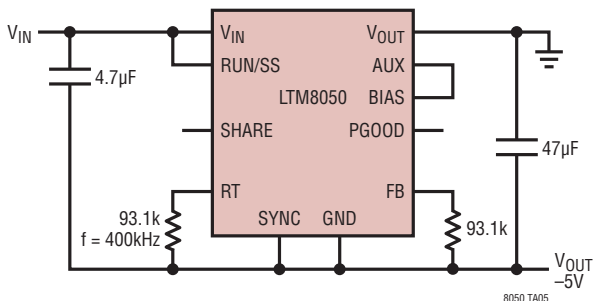 VIN
VIN
VOUT
RUN/SS
AUX
4.7µF
LTM8050
BIAS
SHARE
PGOOD
47µF
RT
FB
93.1k
f = 400kHz
SYNC
GND
93.1k
VOUT
–5V
8050 TA05